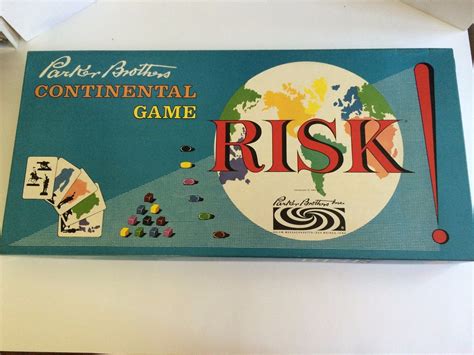 Parker Brothers
CONTINENTAL
GAME
RISK!
Parker Brothers Inc.